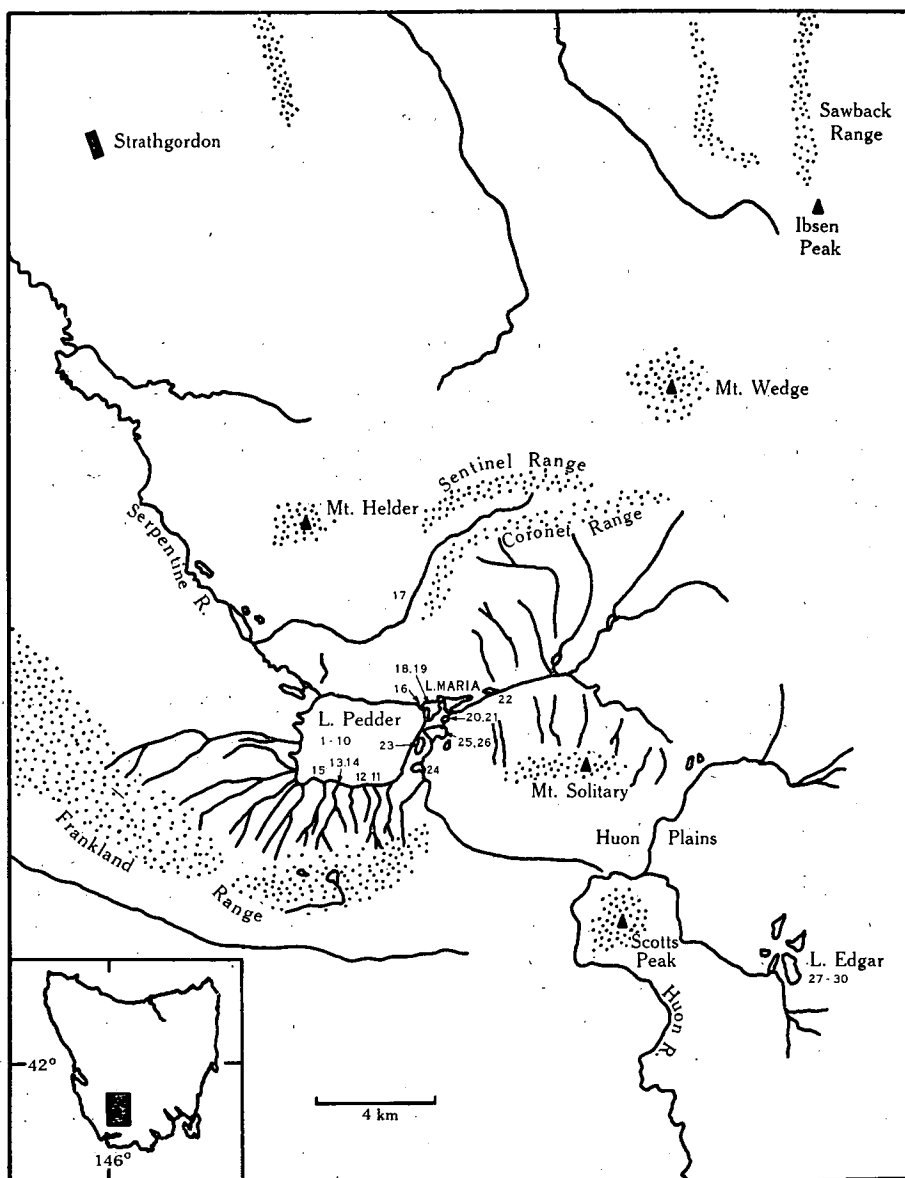 Strathgordon
Sawback
Range
Ibsen
Peak
Mt. Wedge
Sentinel Range
Mt. Helder
Coronet Range
Serpentine R.
17
18.19
L.MARIA
16
22
L. Pedder
20,21
1-10
23
25,26
13,14
15
12 11
24
Mt. Solitary
Huon Plains
Frankland
Range
Scotts
Peak
L. Edgar
27-30
Huon R.
42°
4 km
146°